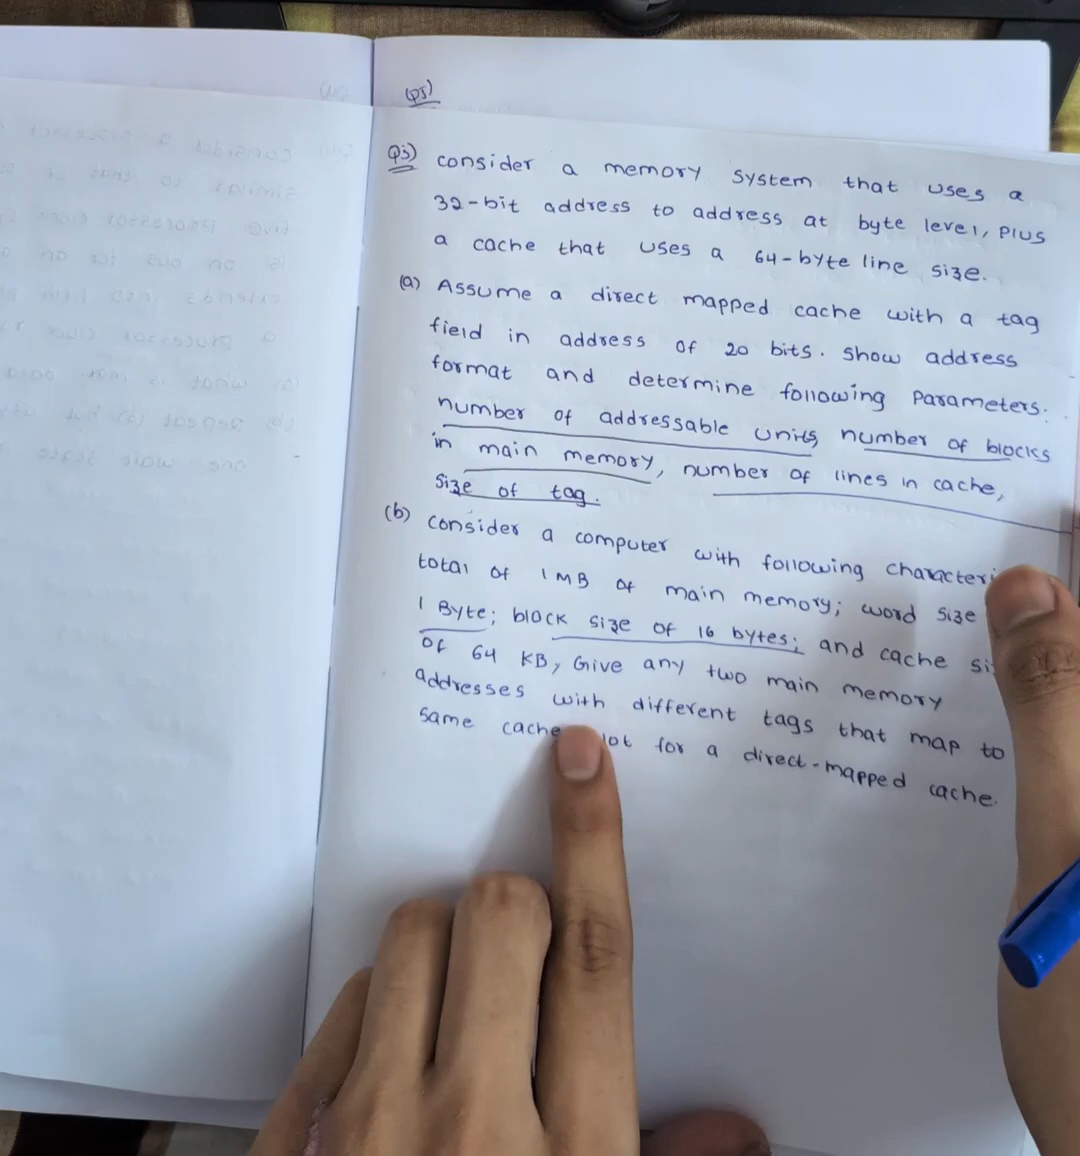 Q5)
Q3) consider a memory system that uses a
32-bit address to address at byte level, plus
a cache that uses a 64-byte line size.
(a) Assume a direct mapped cache with a tag
field in address of 20 bits. show address
format and determine following parameters.
number of addressable units, number of blocks
in main memory, number of lines in cache,
size of tag.
(b) consider a computer with following
total of 1 MB of main memory; word size
1 Byte; block size of 16 bytes; and cache
of 64 KB, Give any two main memory
addresses with different tags that map to
same cache for a direct-mapped cache.